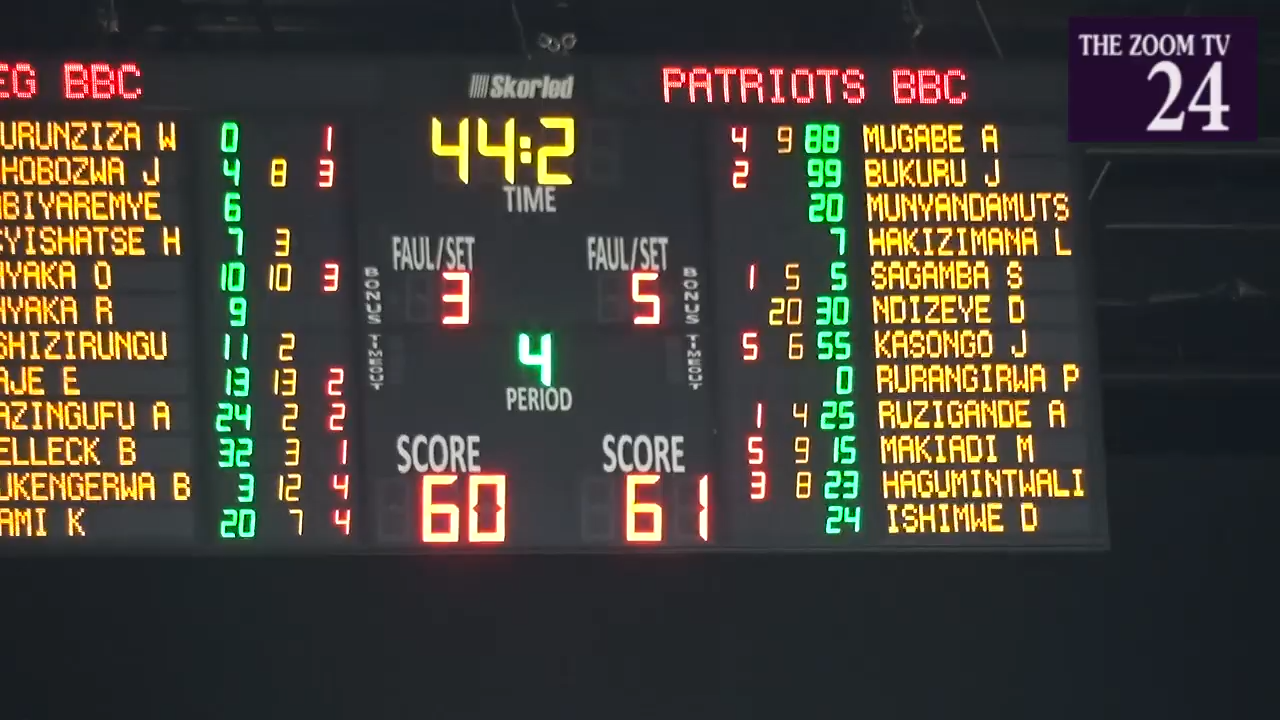 THE ZOOM TV
24
EG BBC
Skorled
PATRIOTS BBC
44:2
TIME
URUNZIZA W 0 1
HOBOZWA J 4 8 3
BIYAREMYE 6
YISHATSE H 7 3
YAKA O 10 10 3
YAKA R 9
SHIZIRUNGU 11 2
AJE E 13 13 2
AZINGUFU A 24 2 2
ELLECK B 32 3 1
UKENGERWA B 3 12 4
AMI K 20 7 4
FAUL/SET
3
FAUL/SET
5
BONUS
BONUS
TIMEOUT
TIMEOUT
4
PERIOD
SCORE
60
SCORE
61
4 9 88 MUGABE A
2 99 BUKURU J
20 MUNYANDAMUTS
7 HAKIZIMANA L
1 5 5 SAGAMBA S
20 30 NDIZEYE D
5 6 55 KASONGO J
0 RURANGIRWA P
1 4 25 RUZIGANDE A
5 9 15 MAKIADI M
3 8 23 HAGUMINTWALI
24 ISHIMWE D